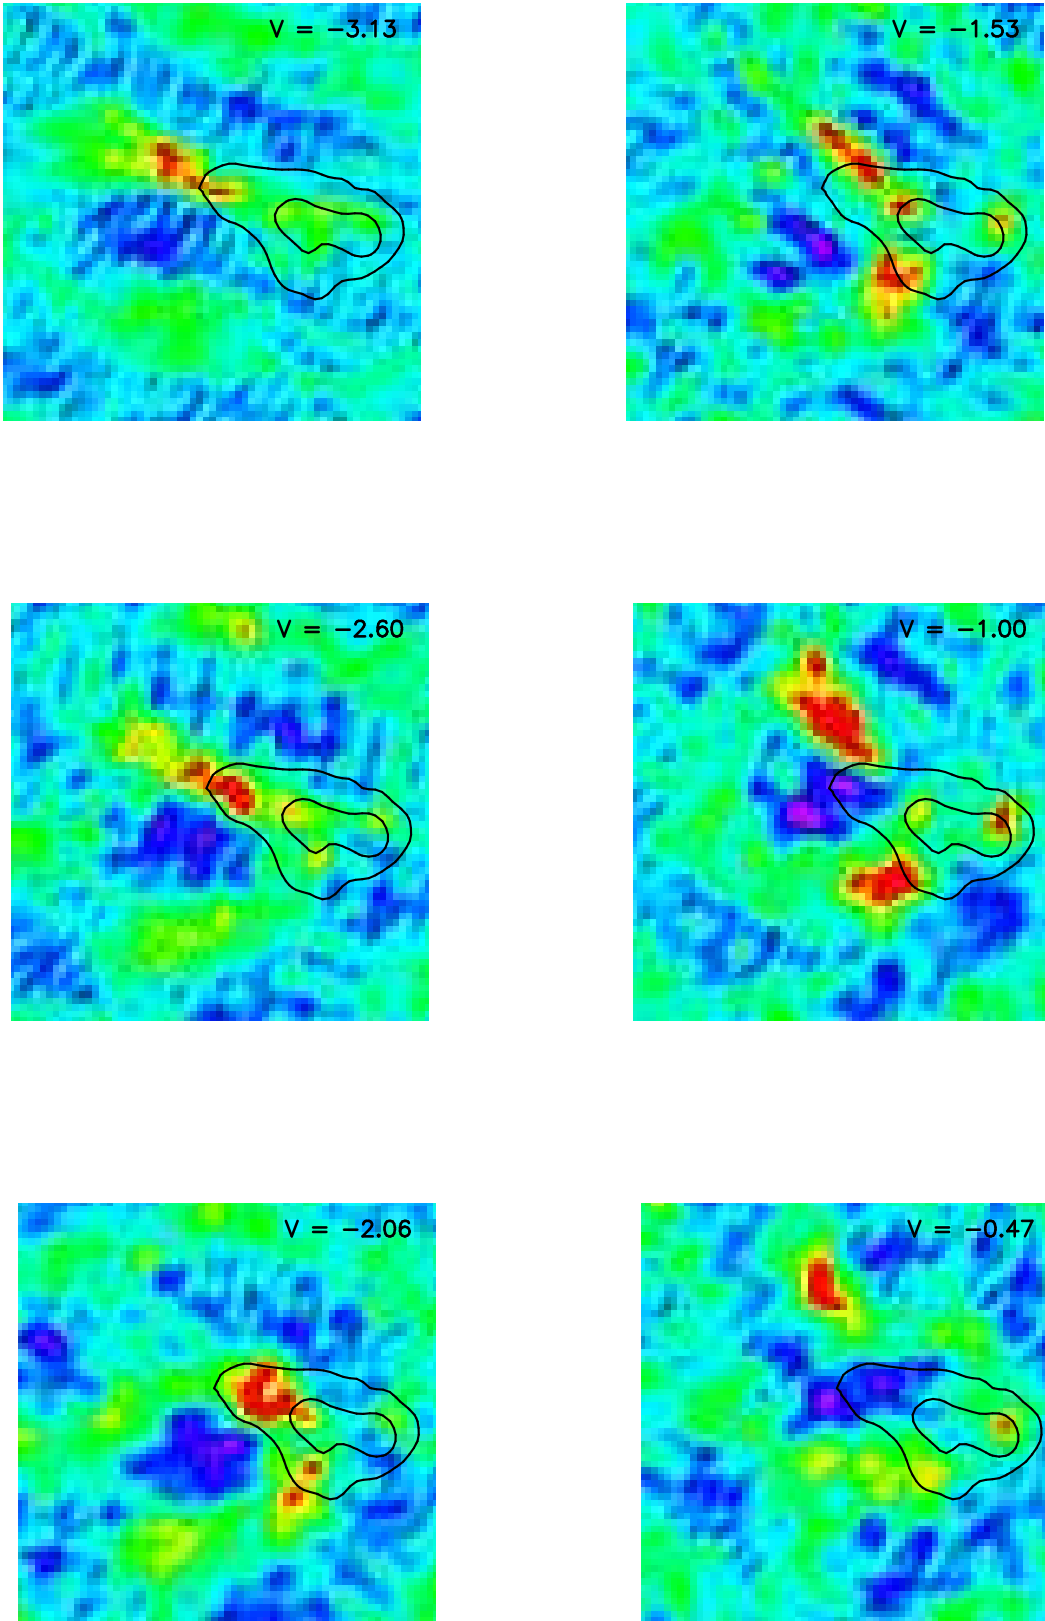 V = −3.13
V = −1.53
V = −2.60
V = −1.00
V = −2.06
V = −0.47